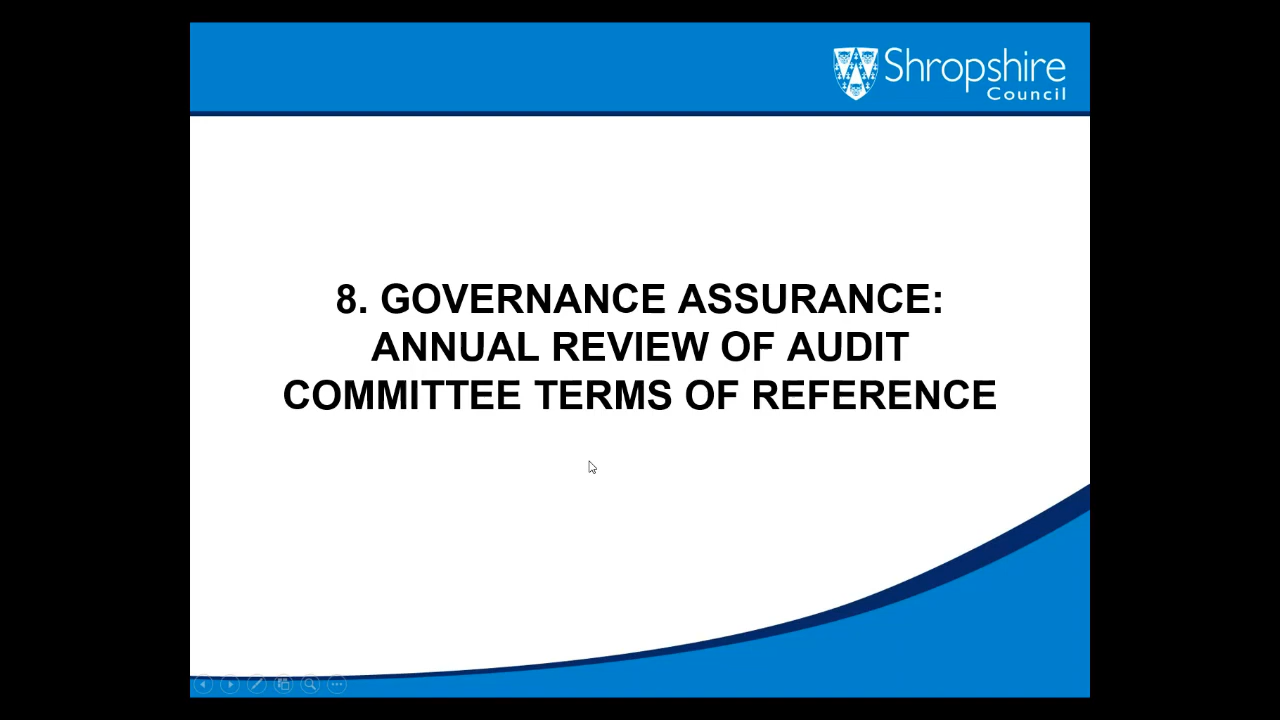 Shropshire
Council
8. GOVERNANCE ASSURANCE:
ANNUAL REVIEW OF AUDIT
COMMITTEE TERMS OF REFERENCE